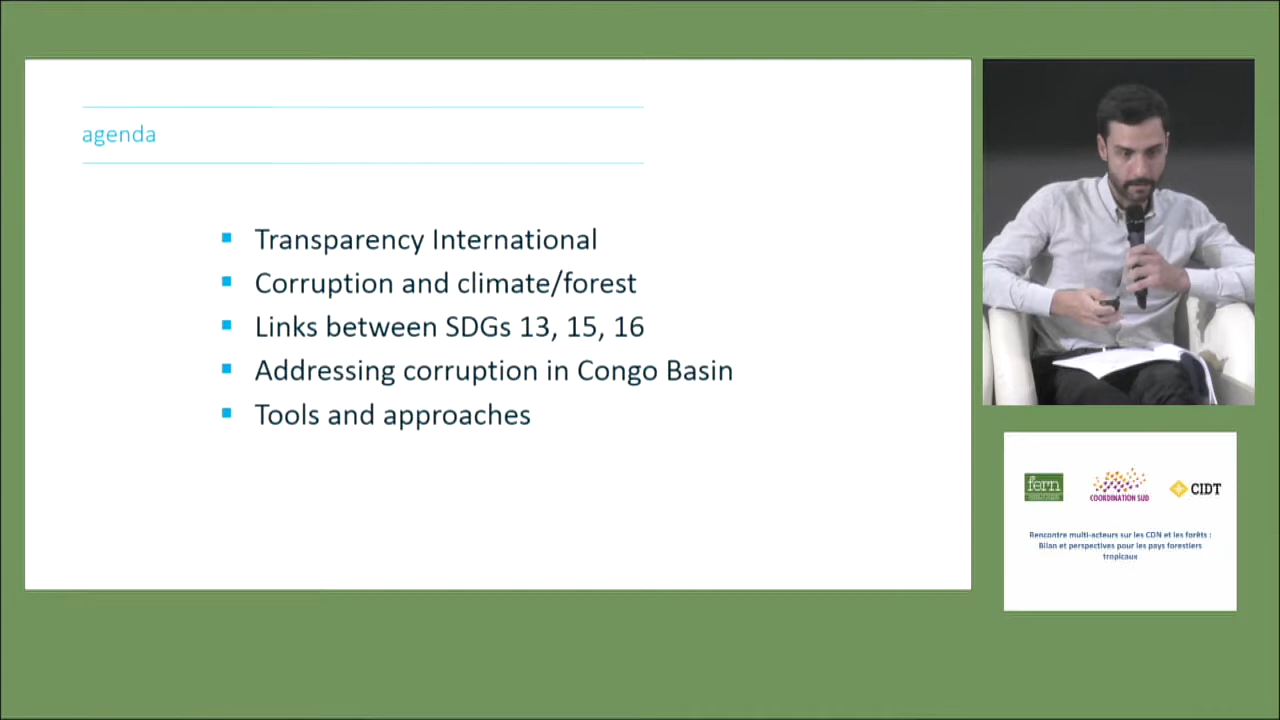 agenda
Transparency International
Corruption and climate/forest
Links between SDGs 13, 15, 16
Addressing corruption in Congo Basin
Tools and approaches
fern
COORDINATION SUD
CIDT
Rencontre multi-acteurs sur les CDN et les forêts :
Bilan et perspectives pour les pays forestiers
tropicaux